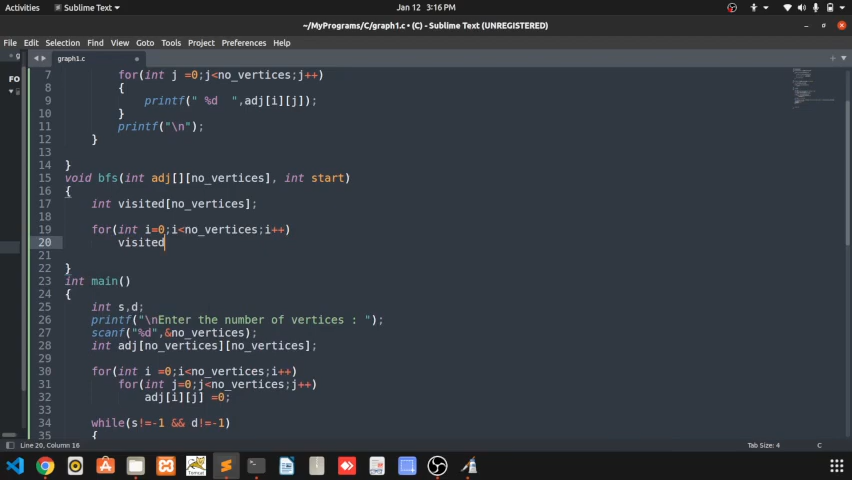 Activities Sublime Text Jan 12 3:16 PM
~/MyPrograms/C/graph1.c • (C) - Sublime Text (UNREGISTERED)
File Edit Selection Find View Goto Tools Project Preferences Help
graph1.c
FO
7 for(int j =0;j<no_vertices;j++)
8 {
9 printf(" %d  ",adj[i][j]);
10 }
11 printf("\n");
12 }
13
14 }
15 void bfs(int adj[][no_vertices], int start)
16 {
17 int visited[no_vertices];
18
19 for(int i=0;i<no_vertices;i++)
20 visited
21
22 }
23 int main()
24 {
25 int s,d;
26 printf("\nEnter the number of vertices : ");
27 scanf("%d",&no_vertices);
28 int adj[no_vertices][no_vertices];
29
30 for(int i =0;i<no_vertices;i++)
31 for(int j=0;j<no_vertices;j++)
32 adj[i][j] =0;
33
34 while(s!=-1 && d!=-1)
35 {
Line 20, Column 16 Tab Size: 4 C